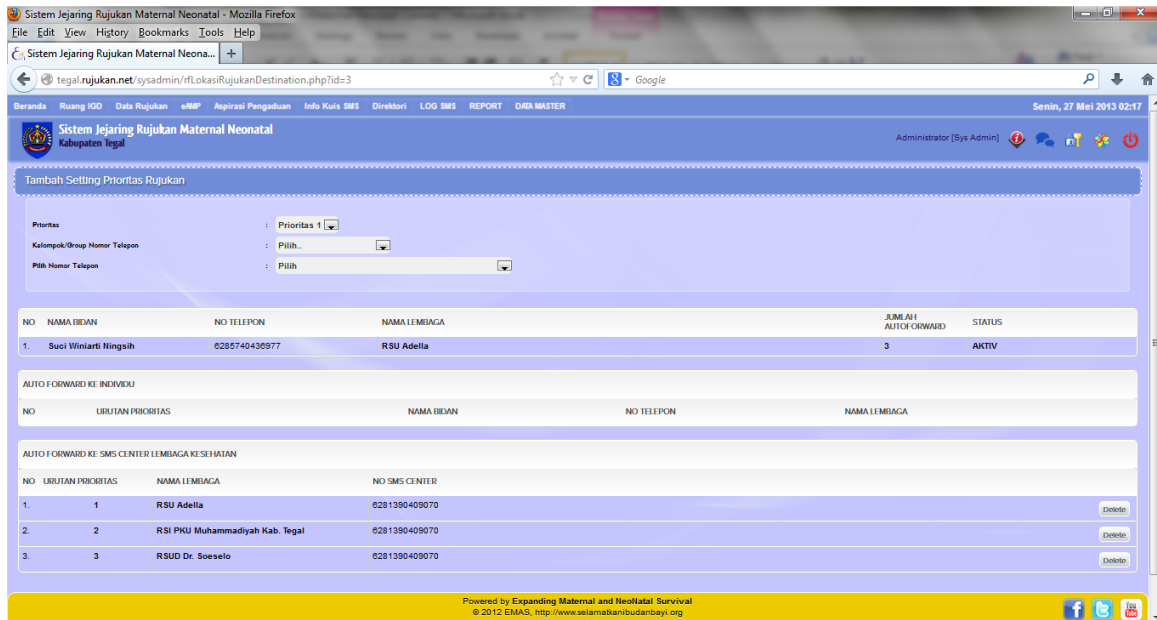 Sistem Jejaring Rujukan Maternal Neonatal - Mozilla Firefox
File Edit View History Bookmarks Tools Help
Sistem Jejaring Rujukan Maternal Neona... +
tegal.rujukan.net/sysadmin/rfLokasiRujukanDestination.php?id=3 Google
Beranda Ruang IGD Data Rujukan eAMP Aspirasi Pengaduan Info Kuis SMS Direktori LOG SMS REPORT DATA MASTER Senin, 27 Mei 2013 02:17
Sistem Jejaring Rujukan Maternal Neonatal
Kabupaten Tegal
Administrator [Sys Admin]
Tambah Setting Prioritas Rujukan
Prioritas : Prioritas 1
Kelompok/Group Nomor Telepon : Pilih..
Pilih Nomor Telepon : Pilih
NO NAMA BIDAN NO TELEPON NAMA LEMBAGA JUMLAH AUTOFORWARD STATUS
1. Suci Winiarti Ningsih 6285740436977 RSU Adella 3 AKTIV
AUTO FORWARD KE INDIVIDU
NO URUTAN PRIORITAS NAMA BIDAN NO TELEPON NAMA LEMBAGA
AUTO FORWARD KE SMS CENTER LEMBAGA KESEHATAN
NO URUTAN PRIORITAS NAMA LEMBAGA NO SMS CENTER
1. 1 RSU Adella 6281390409070 Delete
2. 2 RSI PKU Muhammadiyah Kab. Tegal 6281390409070 Delete
3. 3 RSUD Dr. Soeselo 6281390409070 Delete
Powered by Expanding Maternal and NeoNatal Survival
© 2012 EMAS, http://www.selamatkanibudanbayi.org